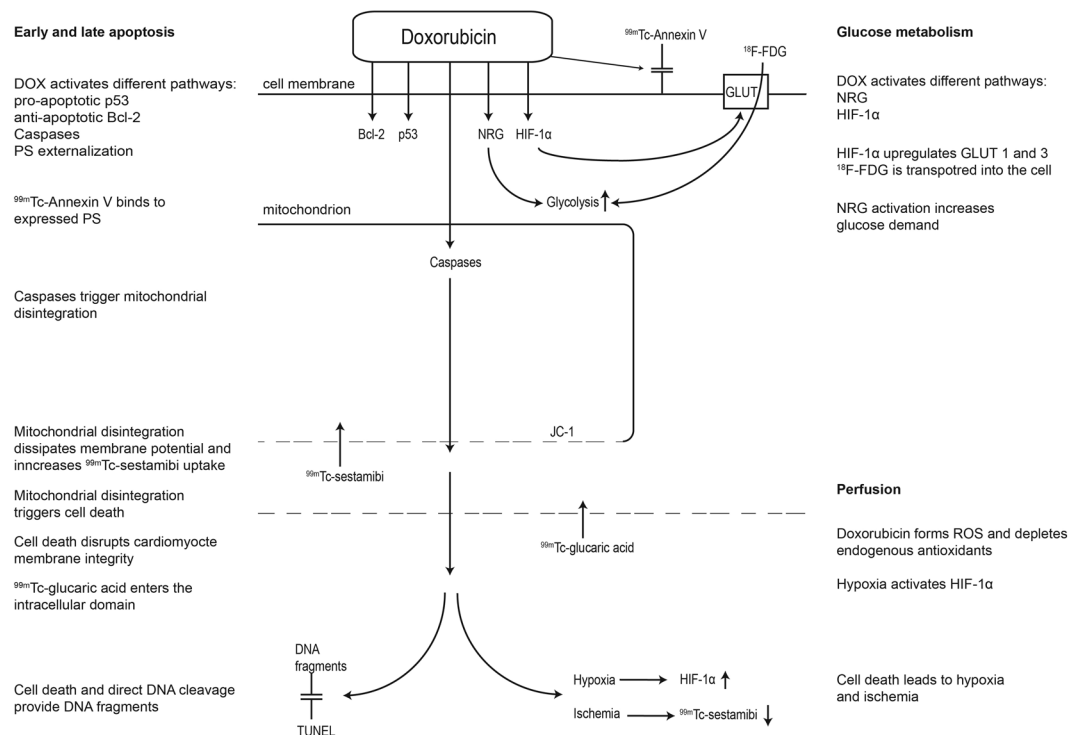 Early and late apoptosis
DOX activates different pathways:
pro-apoptotic p53
anti-apoptotic Bcl-2
Caspases
PS externalization
99mTc-Annexin V binds to
expressed PS
Caspases trigger mitochondrial
disintegration
Mitochondrial disintegration
dissipates membrane potential and
inncreases 99mTc-sestamibi uptake
Mitochondrial disintegration
triggers cell death
Cell death disrupts cardiomyocte
membrane integrity
99mTc-glucaric acid enters the
intracellular domain
Cell death and direct DNA cleavage
provide DNA fragments
Doxorubicin
99mTc-Annexin V
18F-FDG
cell membrane
GLUT
Bcl-2
p53
NRG
HIF-1α
Glycolysis
mitochondrion
Caspases
JC-1
99mTc-sestamibi
99mTc-glucaric acid
DNA
fragments
TUNEL
Hypoxia
HIF-1α
Ischemia
99mTc-sestamibi
Glucose metabolism
DOX activates different pathways:
NRG
HIF-1α
HIF-1α upregulates GLUT 1 and 3
18F-FDG is transpotred into the cell
NRG activation increases
glucose demand
Perfusion
Doxorubicin forms ROS and depletes
endogenous antioxidants
Hypoxia activates HIF-1α
Cell death leads to hypoxia
and ischemia